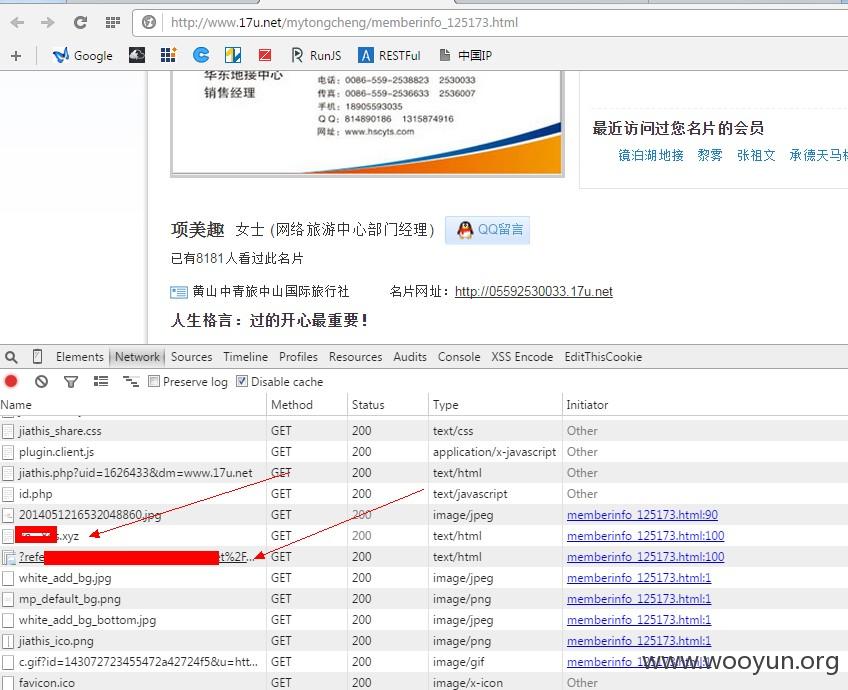 http://www.17u.net/mytongcheng/memberinfo_125173.html
Google RunJS RESTFul 中国IP
华东地接中心
销售经理
电话：0086-559-2538823 2530033
传真：0086-559-2536633 2536007
手机：18905593035
QQ：814890186 1315874916
网址：www.hscyts.com
最近访问过您名片的会员
镜泊湖地接 黎雾 张祖文 承德天马
项美趣 女士 (网络旅游中心部门经理) QQ留言
已有8181人看过此名片
黄山中青旅中山国际旅行社 名片网址：http://05592530033.17u.net
人生格言：过的开心最重要！
Elements Network Sources Timeline Profiles Resources Audits Console XSS Encode EditThisCookie
Preserve log Disable cache
Name Method Status Type Initiator
jiathis_share.css GET 200 text/css Other
plugin.client.js GET 200 application/x-javascript Other
jiathis.php?uid=1626433&dm=www.17u.net GET 200 text/html Other
id.php GET 200 text/javascript Other
2014051216532048860.jpg GET 200 image/jpeg memberinfo_125173.html:90
s.xyz GET 200 text/html memberinfo_125173.html:100
?refe t%2F... GET 200 text/html memberinfo_125173.html:100
white_add_bg.jpg GET 200 image/jpeg memberinfo_125173.html:1
mp_default_bg.png GET 200 image/png memberinfo_125173.html:1
white_add_bg_bottom.jpg GET 200 image/jpeg memberinfo_125173.html:1
jiathis_ico.png GET 200 image/png memberinfo_125173.html:1
c.gif?id=143072723455472a42724f5&u=htt... GET 200 image/gif memberinfo_125173.html:1
favicon.ico GET 200 image/x-icon Other
www.wooyun.org